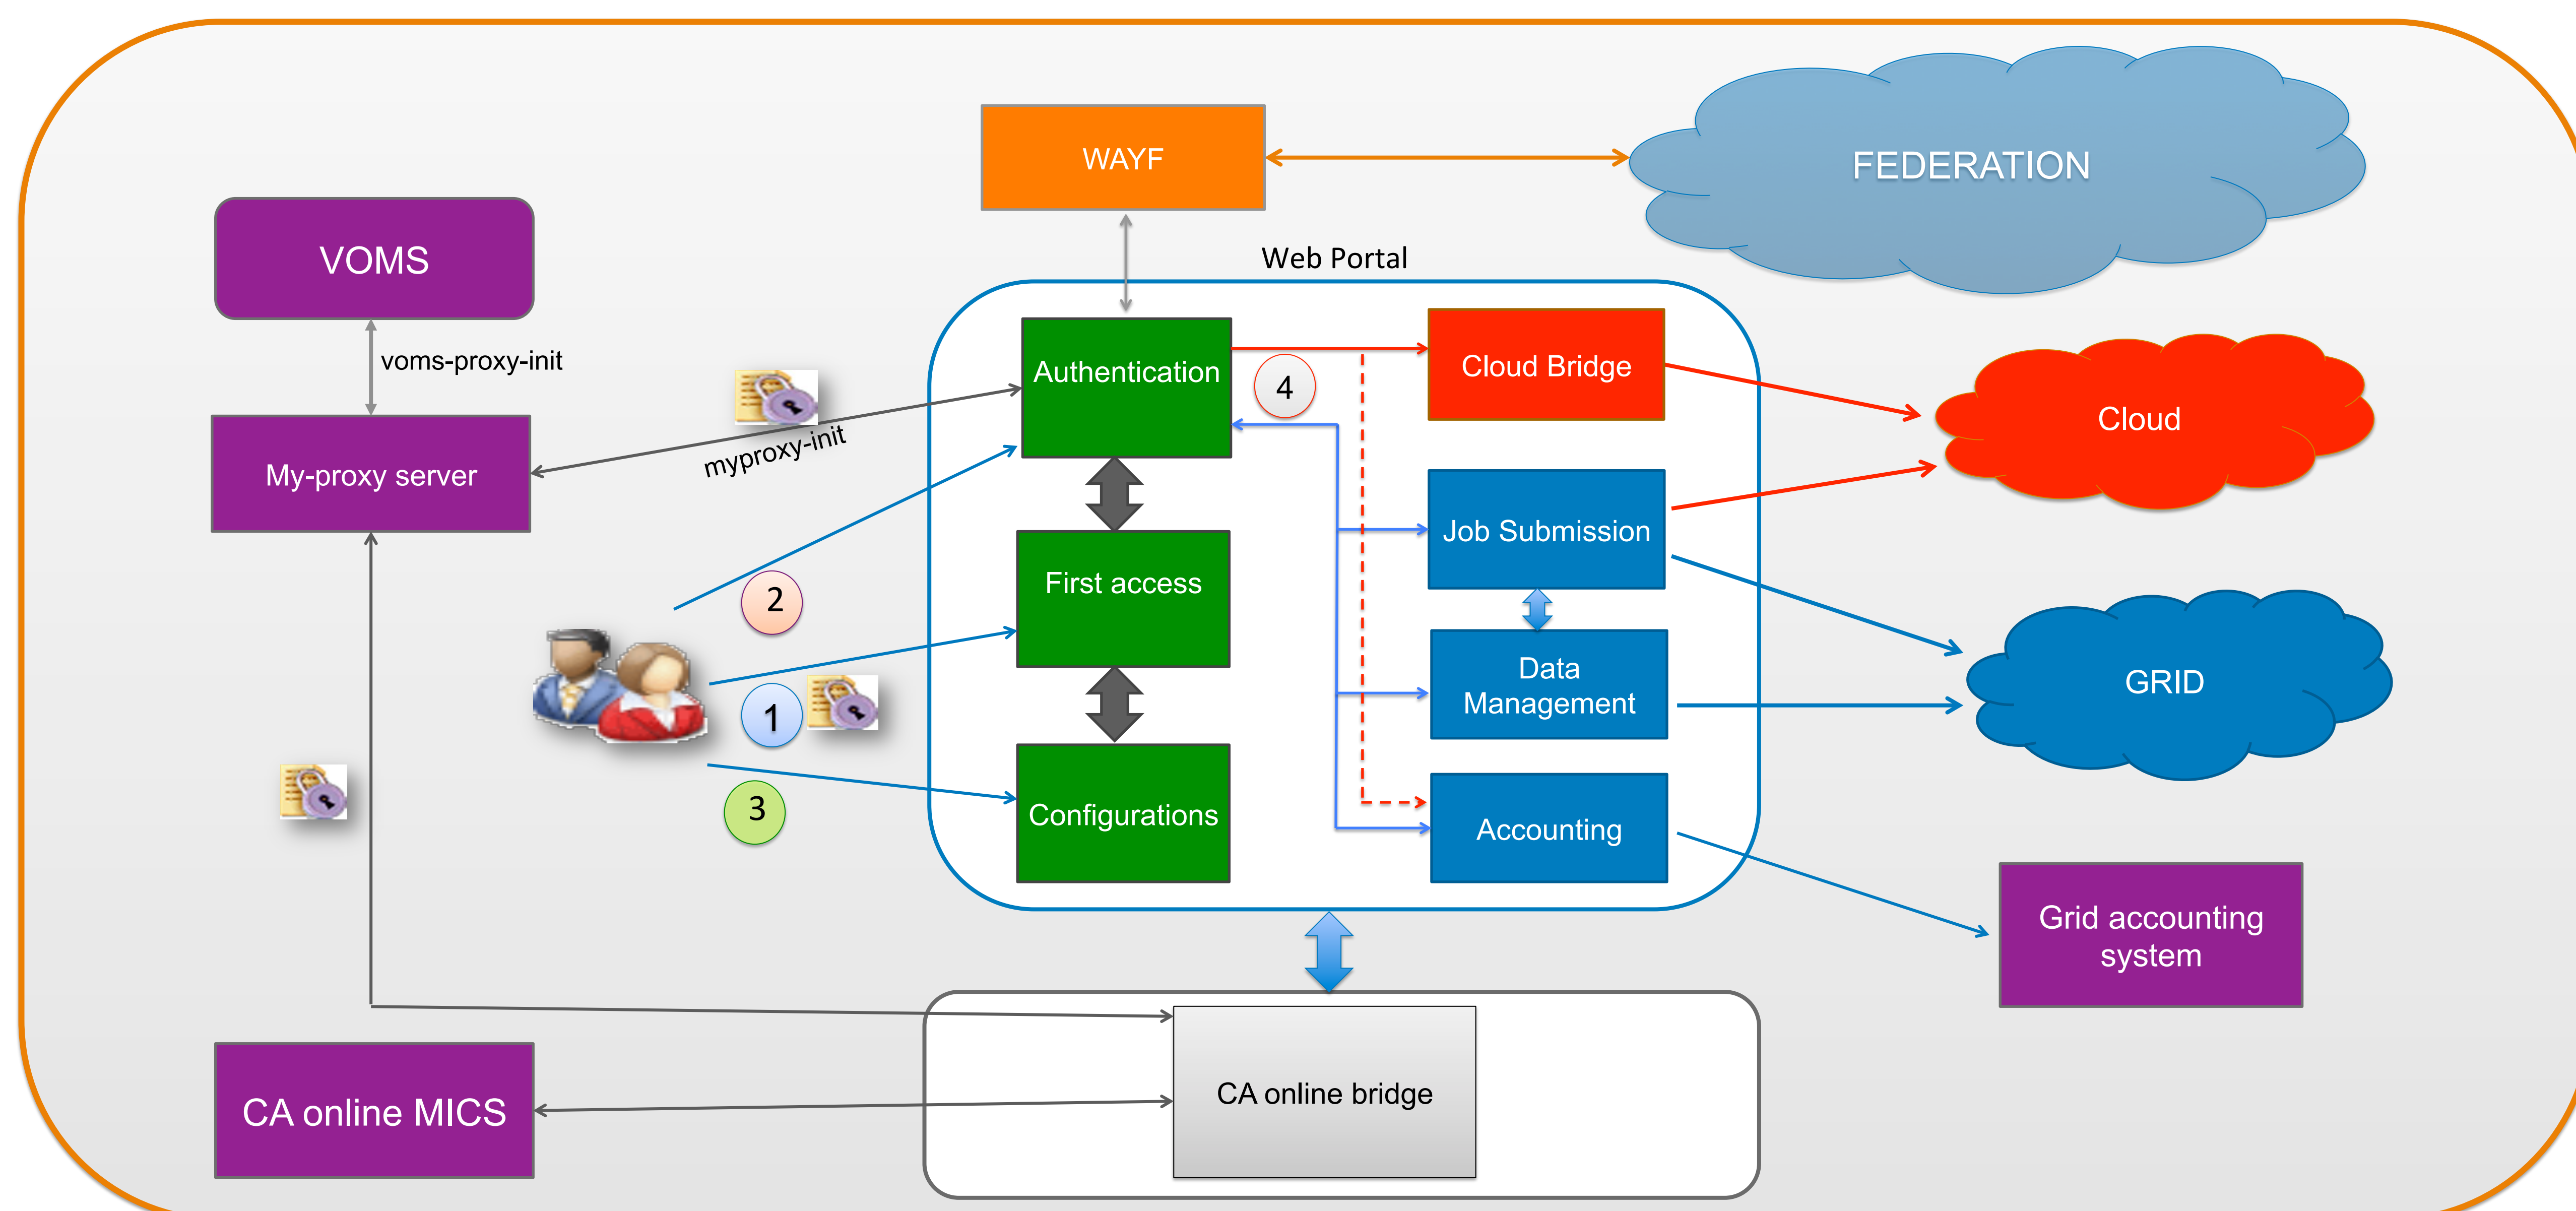 WAYF
FEDERATION
VOMS
Web Portal
voms-proxy-init
Authentication
4
Cloud Bridge
Cloud
My-proxy server
myproxy-init
Job Submission
First access
2
Data
Management
GRID
1
3
Configurations
Accounting
Grid accounting
system
CA online MICS
CA online bridge